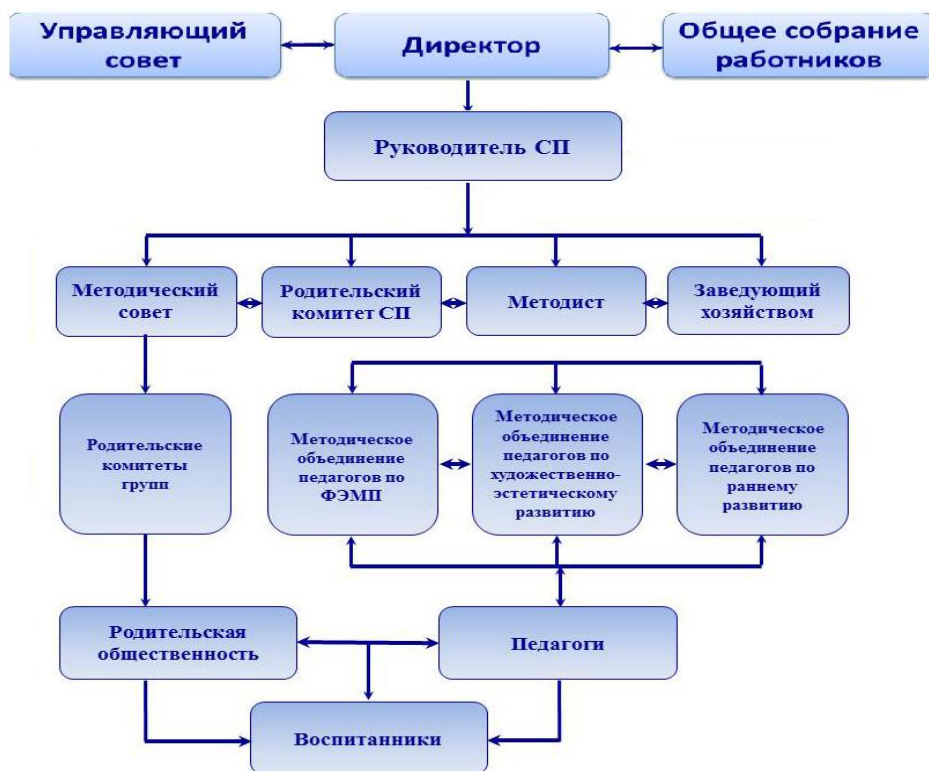 Управляющий
совет
Директор
Общее собрание
работников
Руководитель СП
Методический
совет
Родительский
комитет СП
Методист
Заведующий
хозяйством
Родительские
комитеты
групп
Методическое
объединение
педагогов по
ФЭМП
Методическое
объединение
педагогов по
художественно-
эстетическому
развитию
Методическое
объединение
педагогов по
раннему
развитию
Родительская
общественность
Педагоги
Воспитанники